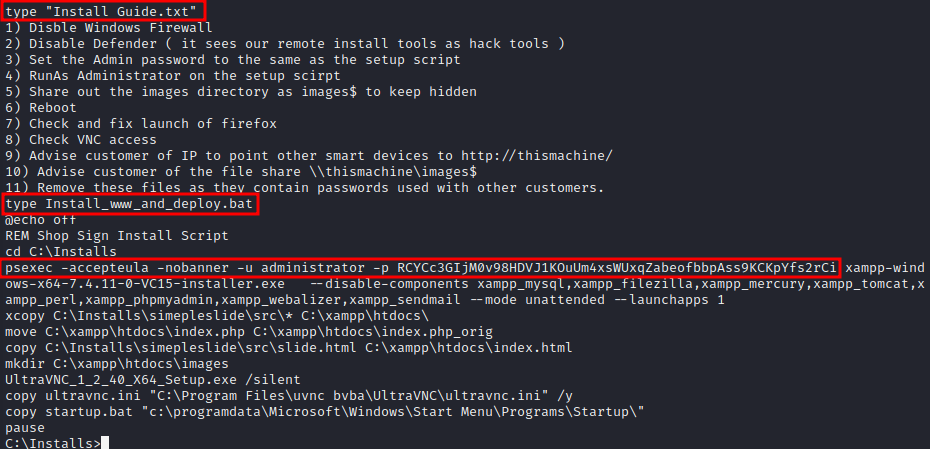 type "Install Guide.txt"
1) Disble Windows Firewall
2) Disable Defender ( it sees our remote install tools as hack tools )
3) Set the Admin password to the same as the setup script
4) RunAs Administrator on the setup scirpt
5) Share out the images directory as images$ to keep hidden
6) Reboot
7) Check and fix launch of firefox
8) Check VNC access
9) Advise customer of IP to point other smart devices to http://thismachine/
10) Advise customer of the file share \\thismachine\images$
11) Remove these files as they contain passwords used with other customers.
type Install_www_and_deploy.bat
@echo off
REM Shop Sign Install Script
cd C:\Installs
psexec -accepteula -nobanner -u administrator -p RCYCc3GIjM0v98HDVJ1KOuUm4xsWUxqZabeofbbpAss9KCKpYfs2rCi xampp-wind
ows-x64-7.4.11-0-VC15-installer.exe   --disable-components xampp_mysql,xampp_filezilla,xampp_mercury,xampp_tomcat,x
ampp_perl,xampp_phpmyadmin,xampp_webalizer,xampp_sendmail --mode unattended --launchapps 1
xcopy C:\Installs\simepleslide\src\* C:\xampp\htdocs\
move C:\xampp\htdocs\index.php C:\xampp\htdocs\index.php_orig
copy C:\Installs\simepleslide\src\slide.html C:\xampp\htdocs\index.html
mkdir C:\xampp\htdocs\images
UltraVNC_1_2_40_X64_Setup.exe /silent
copy ultravnc.ini "C:\Program Files\uvnc bvba\UltraVNC\ultravnc.ini" /y
copy startup.bat "c:\programdata\Microsoft\Windows\Start Menu\Programs\Startup\"
pause
C:\Installs>